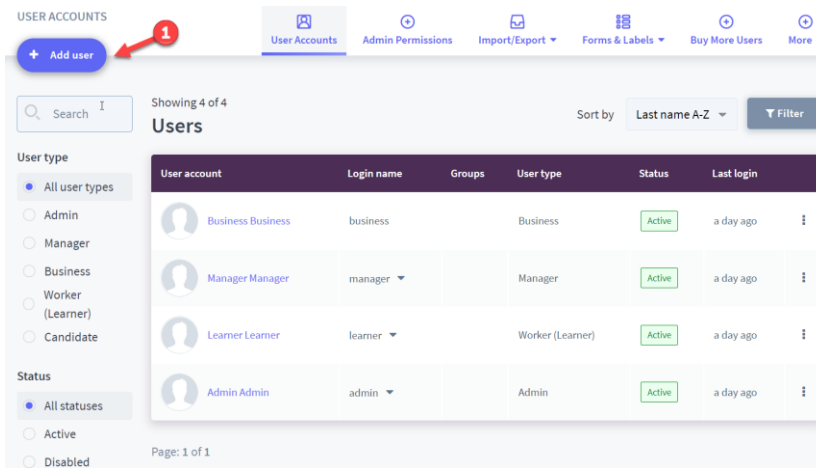 USER ACCOUNTS
+ Add user
1
User Accounts
Admin Permissions
Import/Export
Forms & Labels
Buy More Users
More
Search
Showing 4 of 4
Users
Sort by
Last name A-Z
Filter
User type
All user types
Admin
Manager
Business
Worker
(Learner)
Candidate
Status
All statuses
Active
Disabled
User account Login name Groups User type Status Last login
Business Business business Business Active a day ago
Manager Manager manager Manager Active a day ago
Learner Learner learner Worker (Learner) Active a day ago
Admin Admin admin Admin Active a day ago
Page: 1 of 1